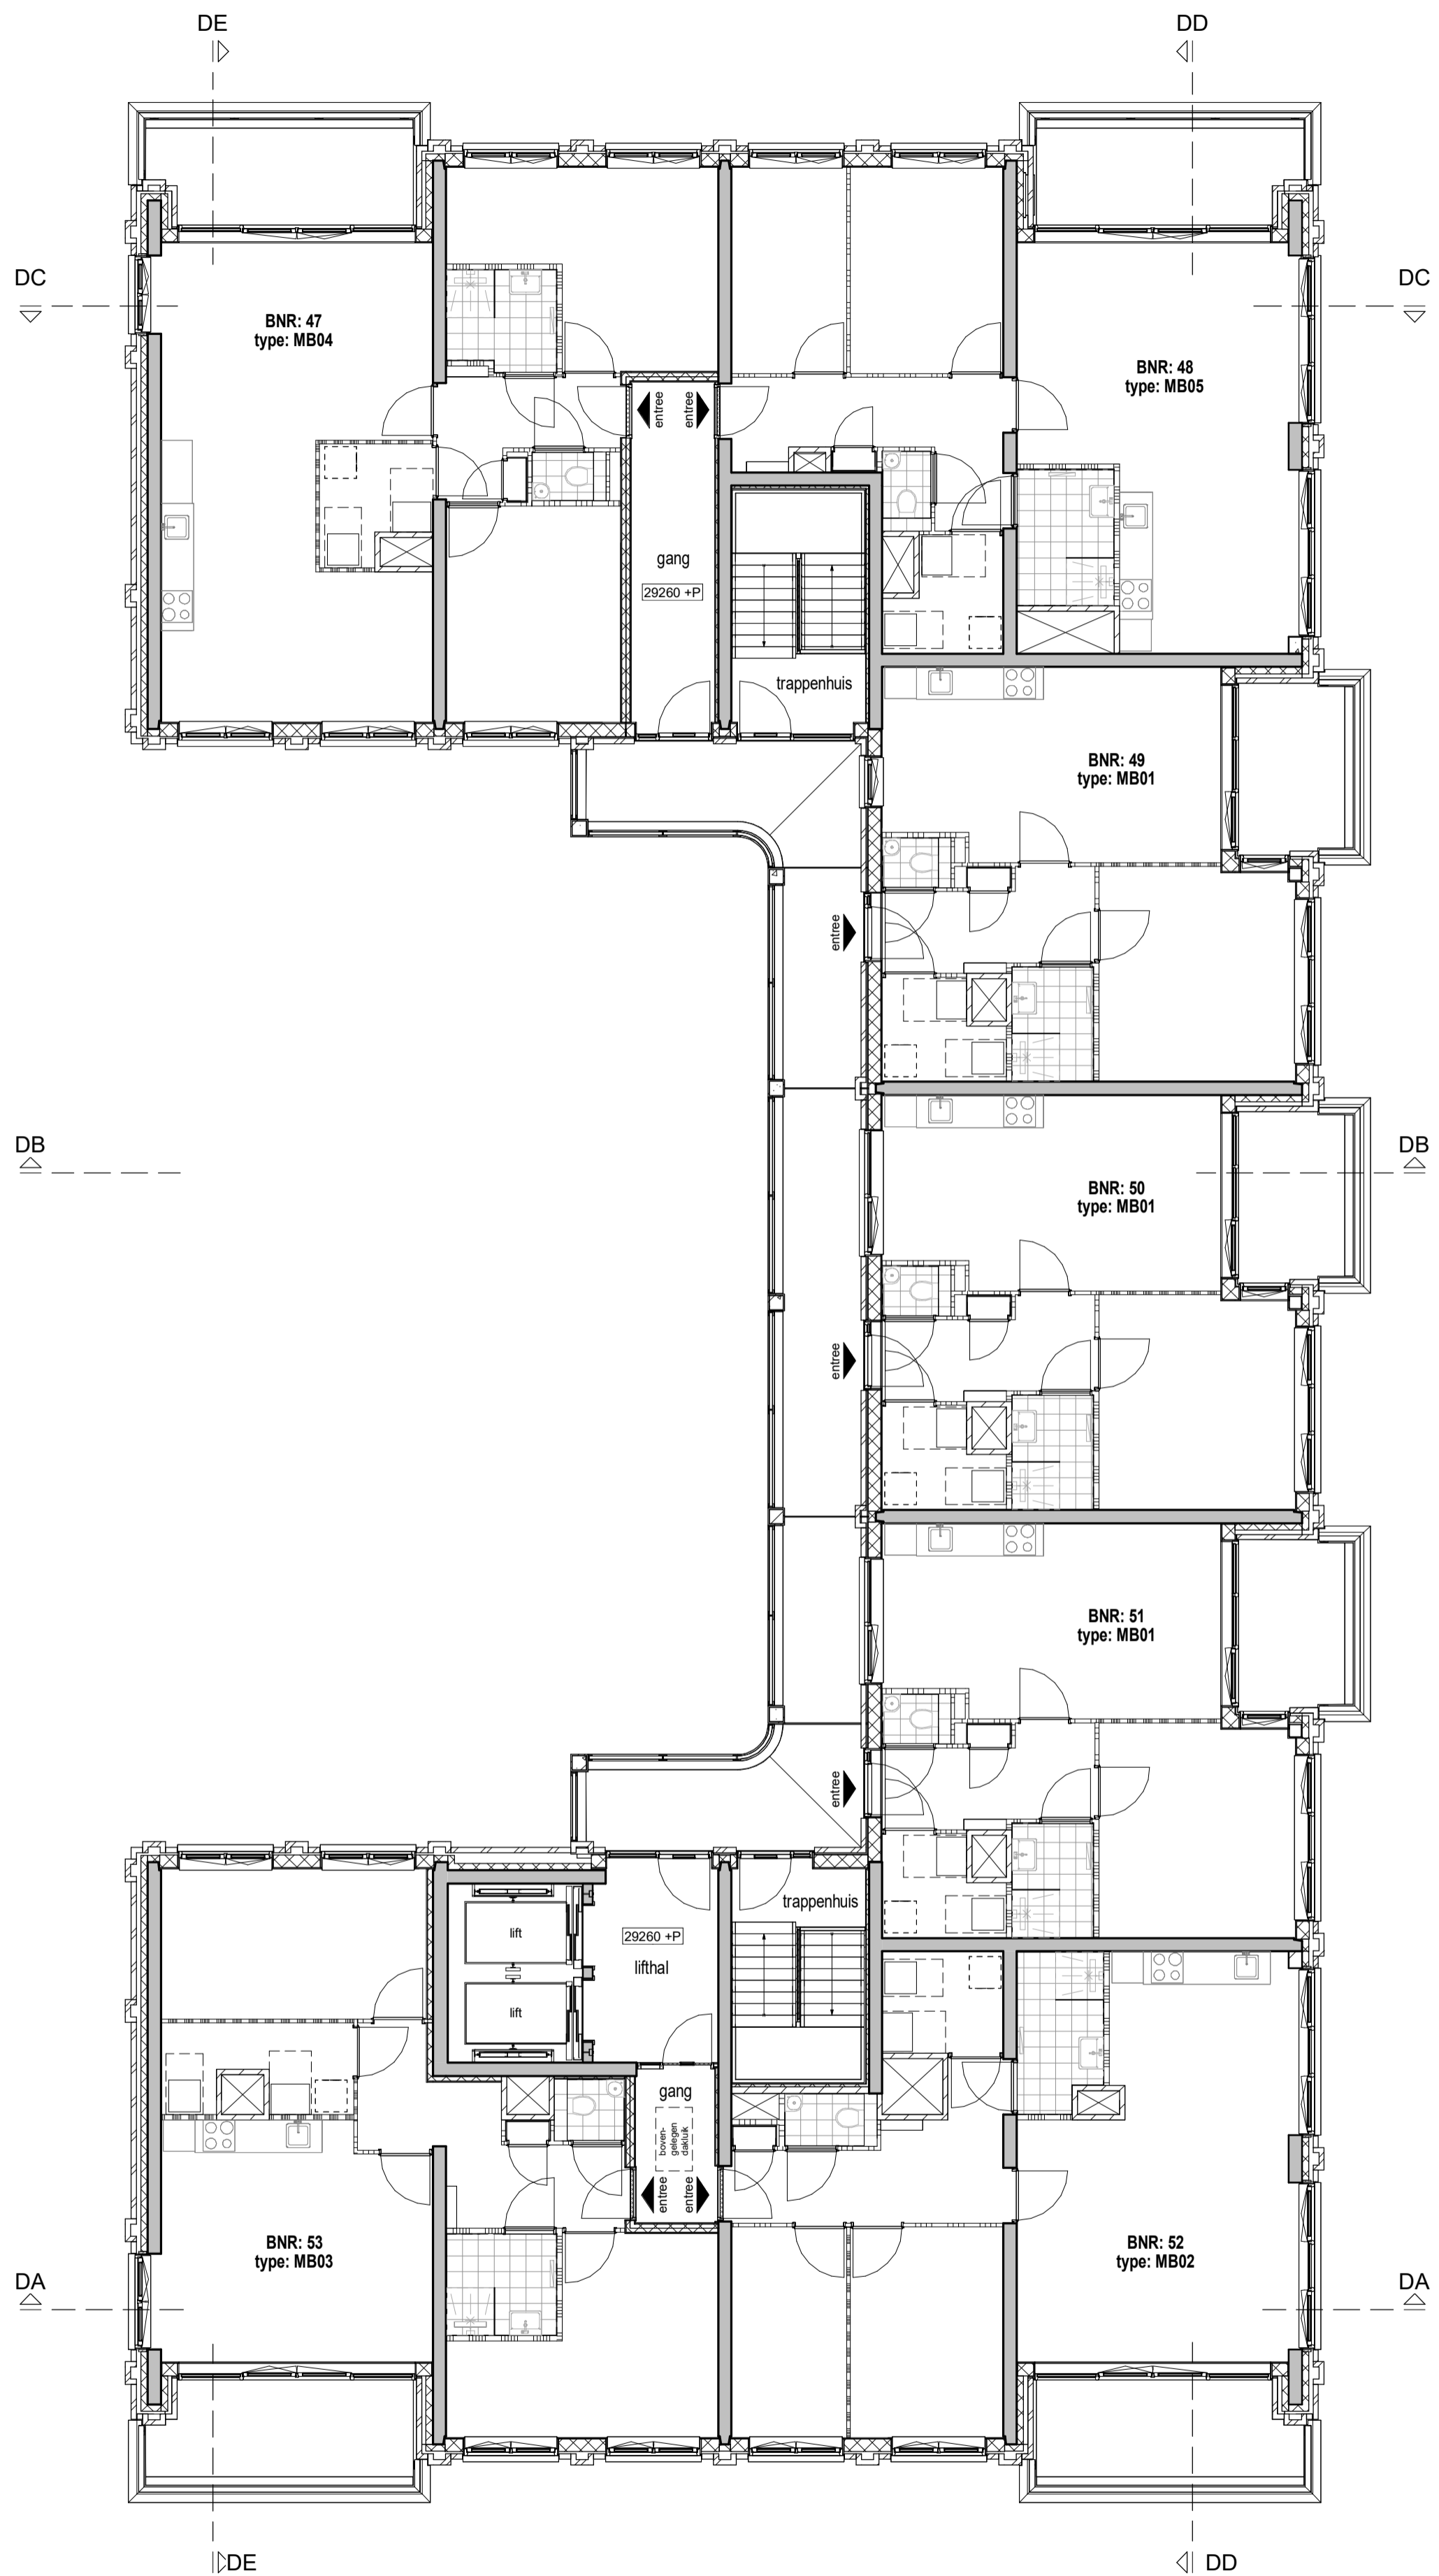 DE
DD
DC
DC
BNR: 47
type: MB04
BNR: 48
type: MB05
entree
entree
gang
29260 +P
trappenhuis
BNR: 49
type: MB01
entree
DB
DB
BNR: 50
type: MB01
entree
BNR: 51
type: MB01
entree
trappenhuis
lift
29260 +P
lifthal
lift
gang
boven-
gelegen
dakluik
entree
entree
BNR: 53
type: MB03
BNR: 52
type: MB02
DA
DA
DE
DD